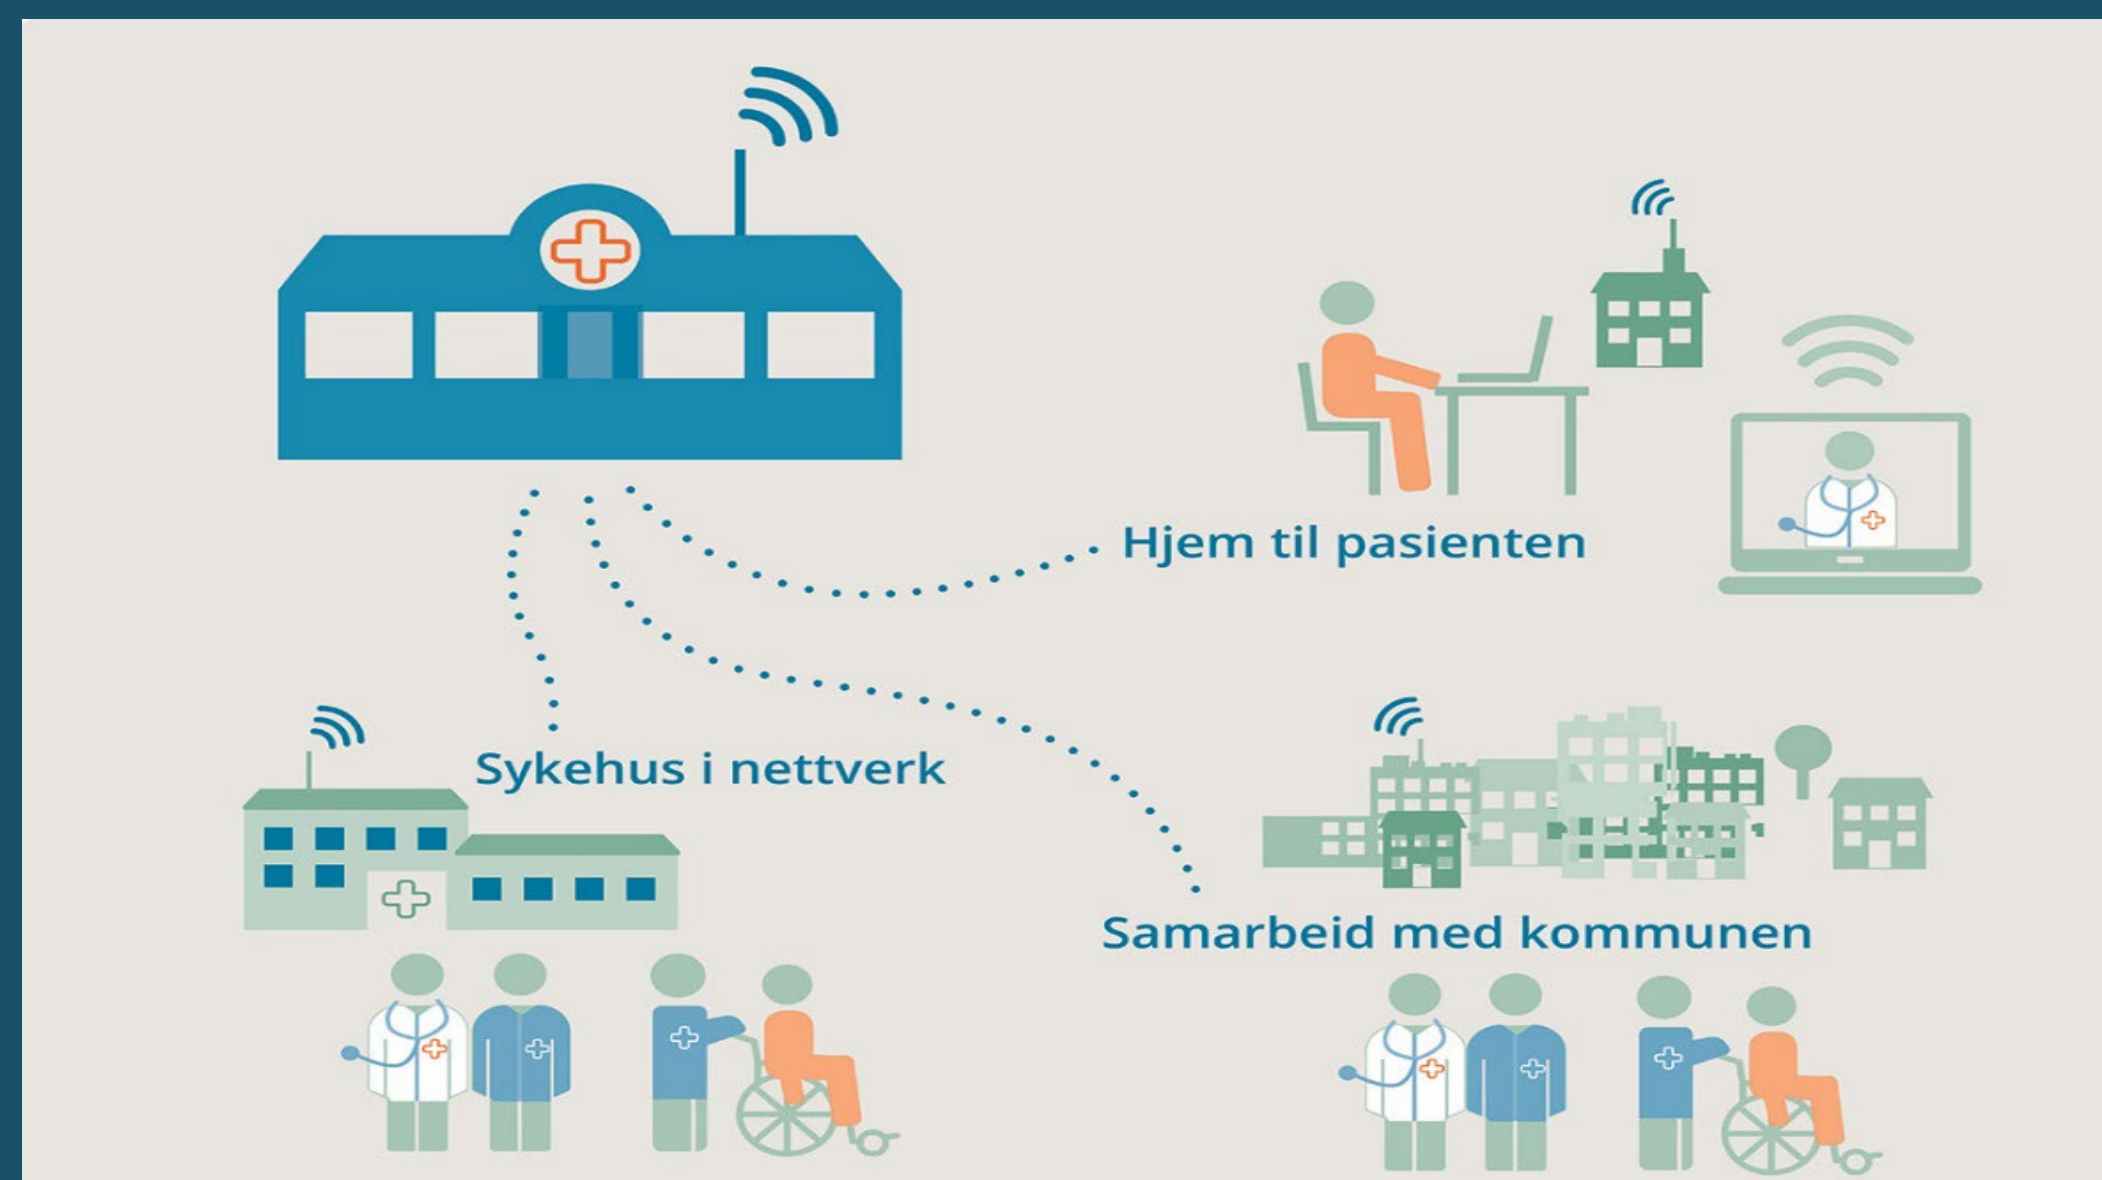 Hjem til pasienten
Sykehus i nettverk
Samarbeid med kommunen